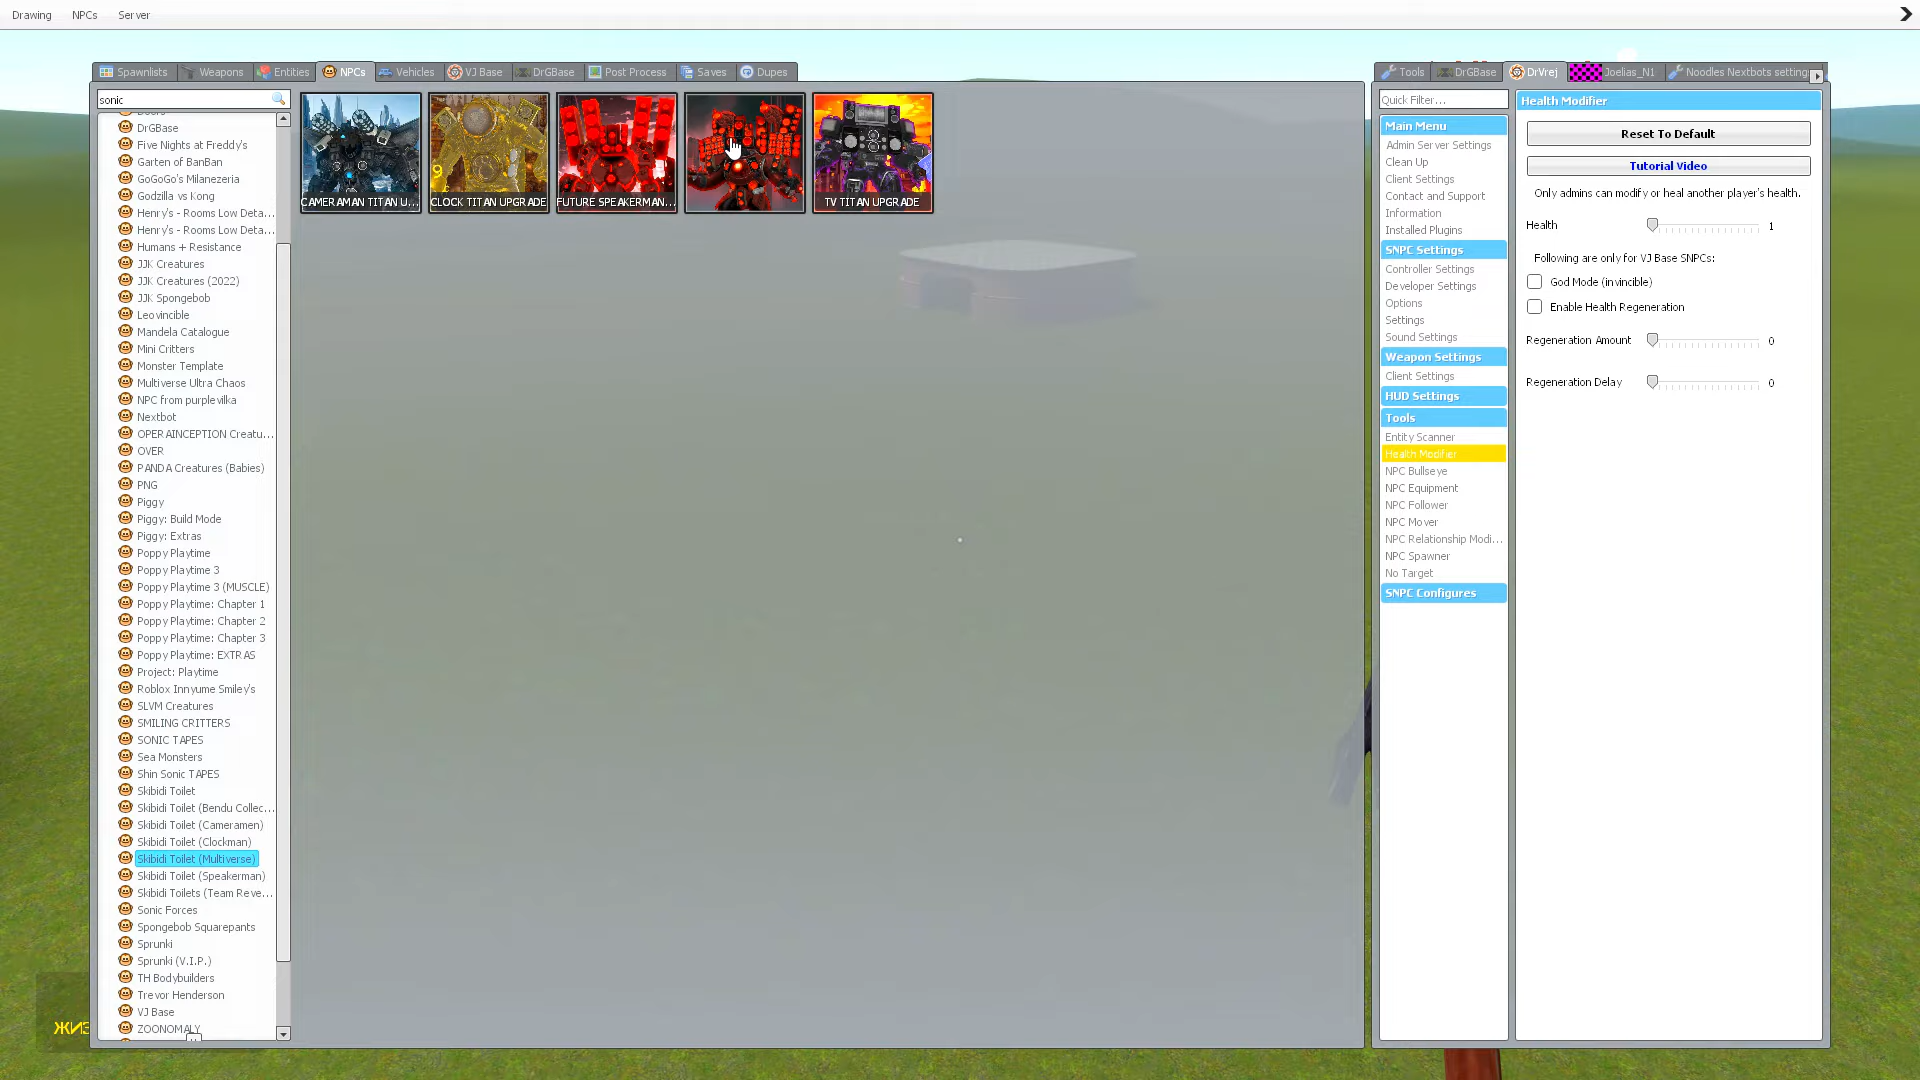 Drawing NPCs Server
Spawnlists Weapons Entities NPCs Vehicles VJ Base DrGBase Post Process Saves Dupes
sonic
DrGBase
Five Nights at Freddy's
Garten of BanBan
GoGoGo's Milanezeria
Godzilla vs Kong
Henry's - Rooms Low Deta...
Henry's - Rooms Low Deta...
Humans + Resistance
JJK Creatures
JJK Creatures (2022)
JJK Spongebob
Leovincible
Mandela Catalogue
Mini Critters
Monster Template
Multiverse Ultra Chaos
NPC from purplevilka
Nextbot
OPERAINCEPTION Creatu...
OVER
PANDA Creatures (Babies)
PNG
Piggy
Piggy: Build Mode
Piggy: Extras
Poppy Playtime
Poppy Playtime 3
Poppy Playtime 3 (MUSCLE)
Poppy Playtime: Chapter 1
Poppy Playtime: Chapter 2
Poppy Playtime: Chapter 3
Poppy Playtime: EXTRAS
Project: Playtime
Roblox Innyume Smiley's
SLVM Creatures
SMILING CRITTERS
SONIC TAPES
Sea Monsters
Shin Sonic TAPES
Skibidi Toilet
Skibidi Toilet (Bendu Collec...
Skibidi Toilet (Cameramen)
Skibidi Toilet (Clockman)
Skibidi Toilet (Multiverse)
Skibidi Toilet (Speakerman)
Skibidi Toilets (Team Reve...
Sonic Forces
Spongebob Squarepants
Sprunki
Sprunki (V.I.P.)
TH Bodybuilders
Trevor Henderson
VJ Base
ZOONOMALY
CAMERAMAN TITAN U...
CLOCK TITAN UPGRADE
FUTURE SPEAKERMAN...
TV TITAN UPGRADE
Tools DrGBase DrVrej Joelias_N1 Noodles Nextbots setting
Quick Filter...
Main Menu
Admin Server Settings
Clean Up
Client Settings
Contact and Support
Information
Installed Plugins
SNPC Settings
Controller Settings
Developer Settings
Options
Settings
Sound Settings
Weapon Settings
Client Settings
HUD Settings
Tools
Entity Scanner
Health Modifier
NPC Bullseye
NPC Equipment
NPC Follower
NPC Mover
NPC Relationship Modi...
NPC Spawner
No Target
SNPC Configures
Health Modifier
Reset To Default
Tutorial Video
Only admins can modify or heal another player's health.
Health 1
Following are only for VJ Base SNPCs:
God Mode (invincible)
Enable Health Regeneration
Regeneration Amount 0
Regeneration Delay 0